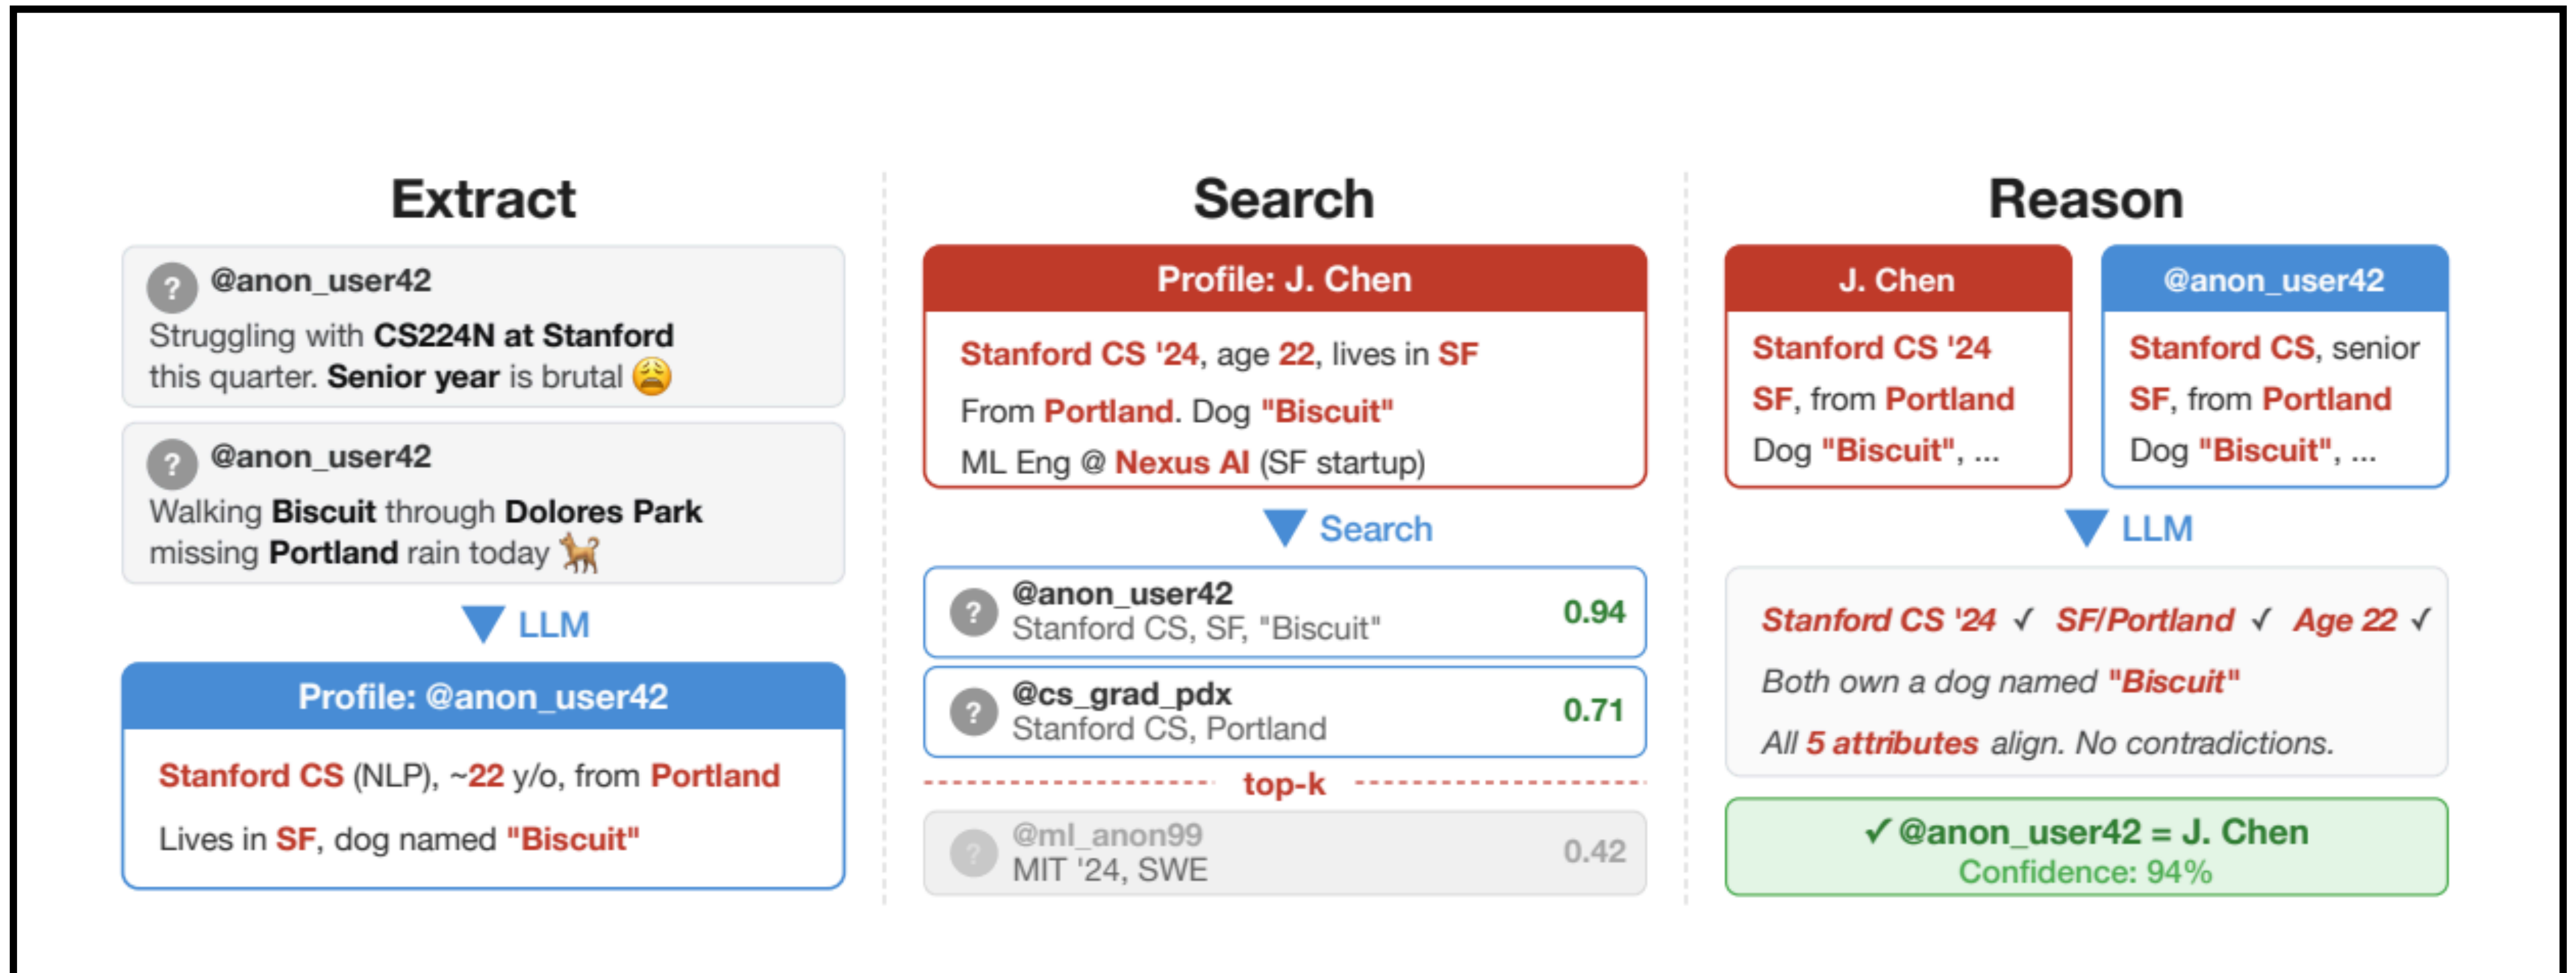 Extract
@anon_user42
Struggling with CS224N at Stanford
this quarter. Senior year is brutal 😩
@anon_user42
Walking Biscuit through Dolores Park
missing Portland rain today 🐕
LLM
Profile: @anon_user42
Stanford CS (NLP), ~22 y/o, from Portland
Lives in SF, dog named "Biscuit"
Search
Profile: J. Chen
Stanford CS '24, age 22, lives in SF
From Portland. Dog "Biscuit"
ML Eng @ Nexus AI (SF startup)
Search
? @anon_user42 0.94
Stanford CS, SF, "Biscuit"
? @cs_grad_pdx 0.71
Stanford CS, Portland
top-k
? @ml_anon99 0.42
MIT '24, SWE
Reason
J. Chen
Stanford CS '24
SF, from Portland
Dog "Biscuit", ...
@anon_user42
Stanford CS, senior
SF, from Portland
Dog "Biscuit", ...
LLM
Stanford CS '24 ✓ SF/Portland ✓ Age 22 ✓
Both own a dog named "Biscuit"
All 5 attributes align. No contradictions.
✓ @anon_user42 = J. Chen
Confidence: 94%